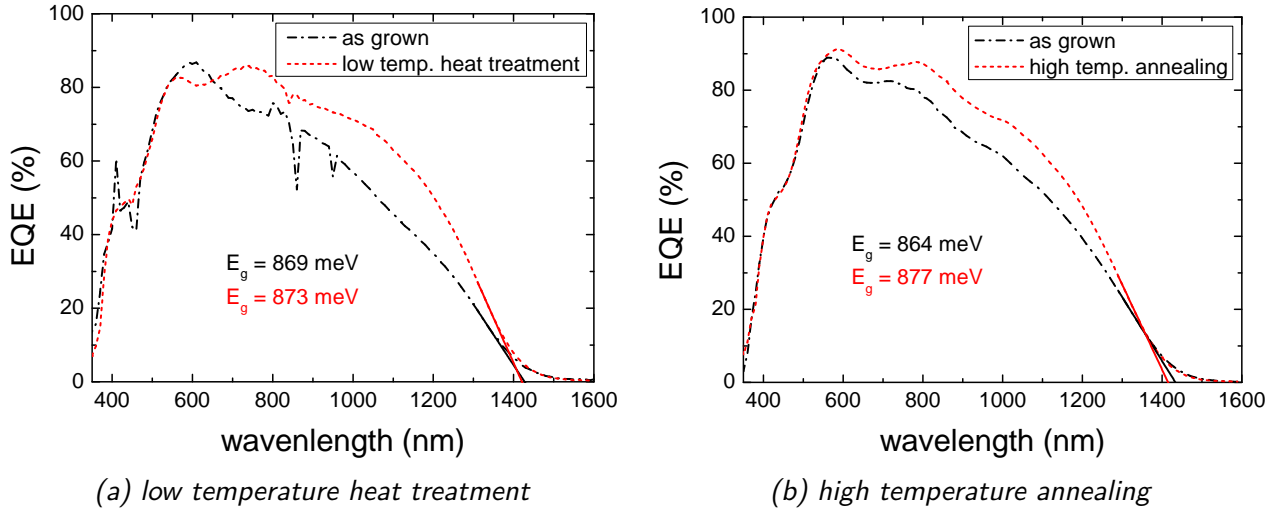 100
80
60
40
20
0
EQE (%)
as grown
low temp. heat treatment
E_g = 869 meV
E_g = 873 meV
400 600 800 1000 1200 1400 1600
wavenlength (nm)
(a) low temperature heat treatment
100
80
60
40
20
0
EQE (%)
as grown
high temp. annealing
E_g = 864 meV
E_g = 877 meV
400 600 800 1000 1200 1400 1600
wavelength (nm)
(b) high temperature annealing